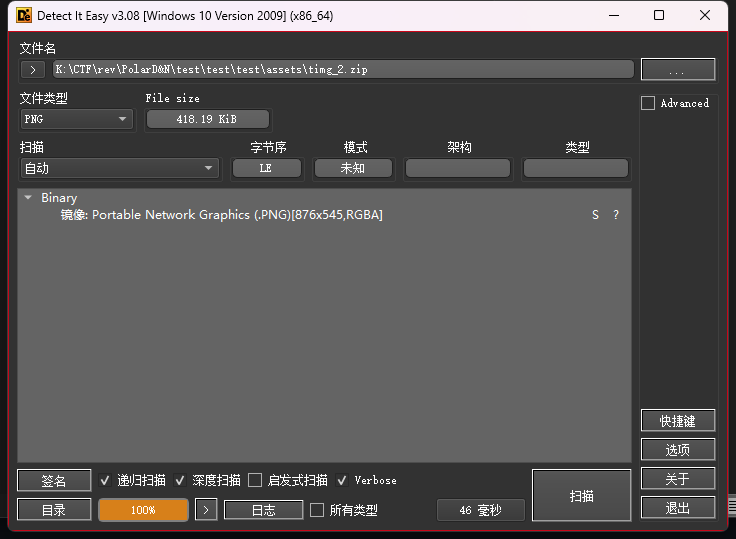 Detect It Easy v3.08 [Windows 10 Version 2009] (x86_64)
文件名
> K:\CTF\rev\PolarD&N\test\test\test\assets\timg_2.zip ...
文件类型 File size
PNG 418.19 KiB
Advanced
扫描 字节序 模式 架构 类型
自动 LE 未知
Binary
镜像: Portable Network Graphics (.PNG)[876x545,RGBA] S ?
快捷键
选项
关于
退出
签名 递归扫描 深度扫描 启发式扫描 Verbose
扫描
目录 100% > 日志 所有类型 46 毫秒